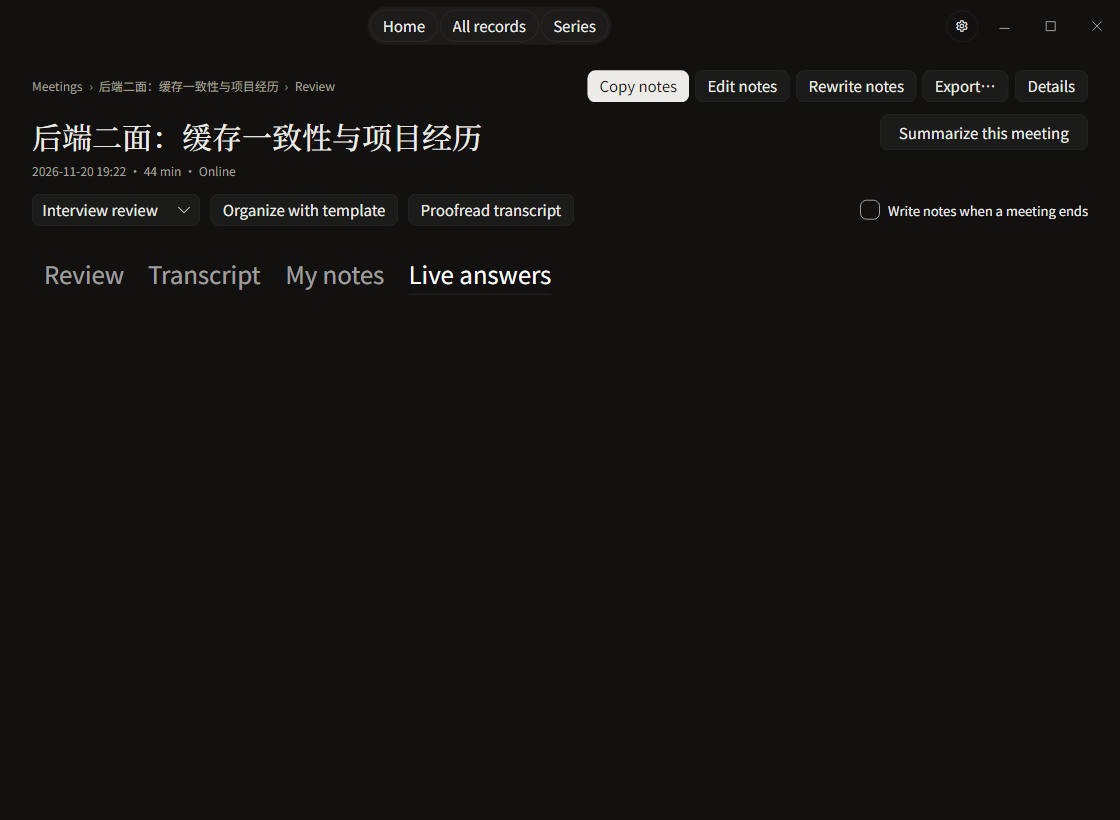 Home All records Series
Meetings › 后端二面：缓存一致性与项目经历 › Review
Copy notes Edit notes Rewrite notes Export··· Details
后端二面：缓存一致性与项目经历
Summarize this meeting
2026-11-20 19:22 • 44 min • Online
Interview review Organize with template Proofread transcript
Write notes when a meeting ends
Review Transcript My notes Live answers